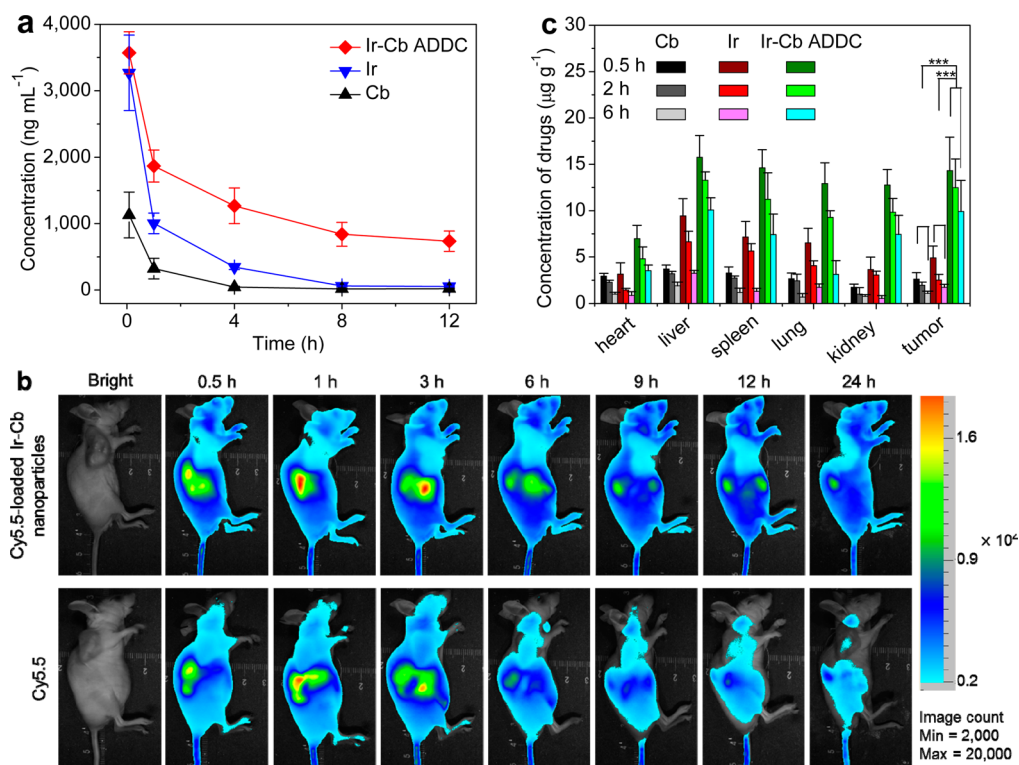 a
4,000
3,000
2,000
1,000
0
Concentration (ng mL⁻¹)
Ir-Cb ADDC
Ir
Cb
0 4 8 12
Time (h)
c
30
25
20
15
10
5
0
Concentration of drugs (μg g⁻¹)
Cb Ir Ir-Cb ADDC
0.5 h
2 h
6 h
***
***
heart liver spleen lung kidney tumor
b
Bright 0.5 h 1 h 3 h 6 h 9 h 12 h 24 h
Cy5.5-loaded Ir-Cb
nanoparticles
Cy5.5
1.6
0.9
0.2
× 10⁴
Image count
Min = 2,000
Max = 20,000